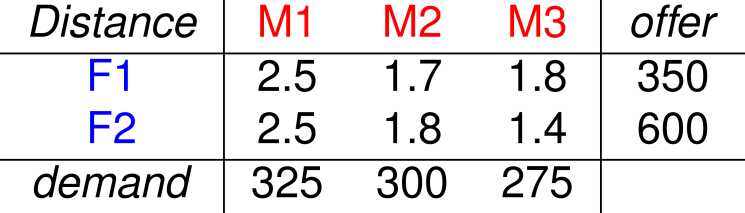 Distance M1 M2 M3 offer
F1 2.5 1.7 1.8 350
F2 2.5 1.8 1.4 600
demand 325 300 275